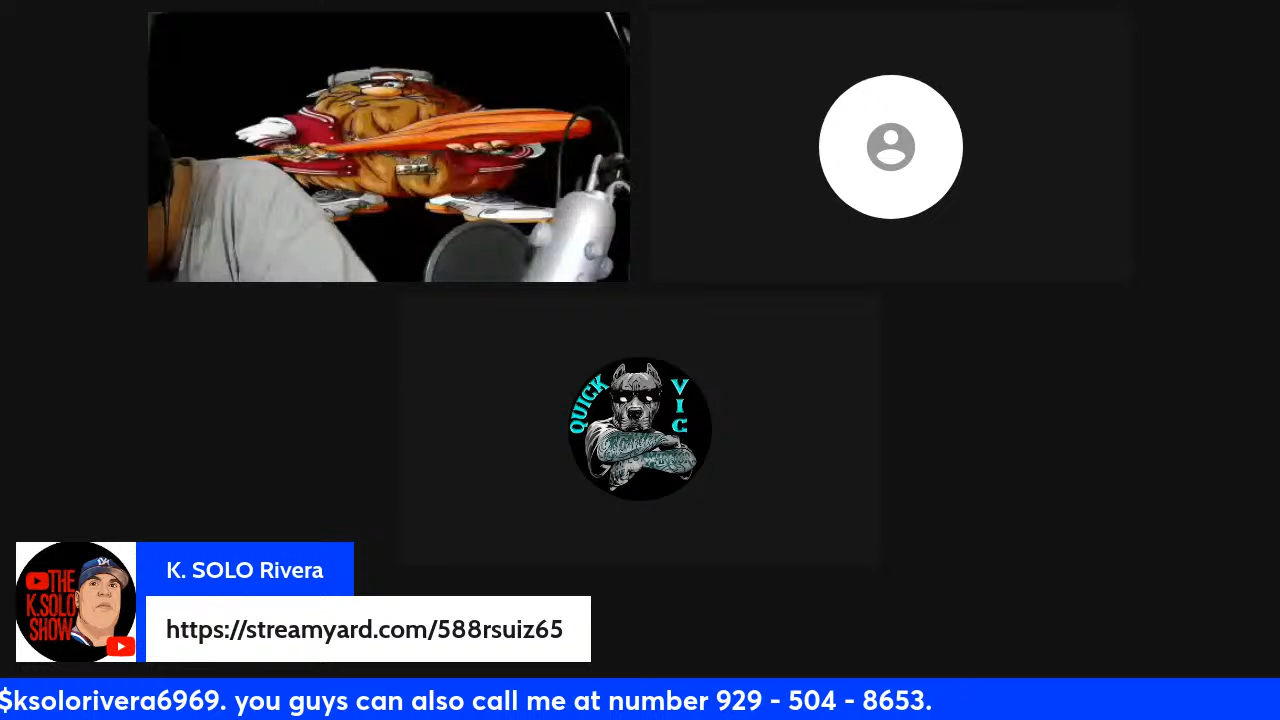 QUICK
VIG
THE
K.SOLO
SHOW
K. SOLO Rivera
https://streamyard.com/588rsuiz65
$ksolorivera6969. you guys can also call me at number 929 - 504 - 8653.